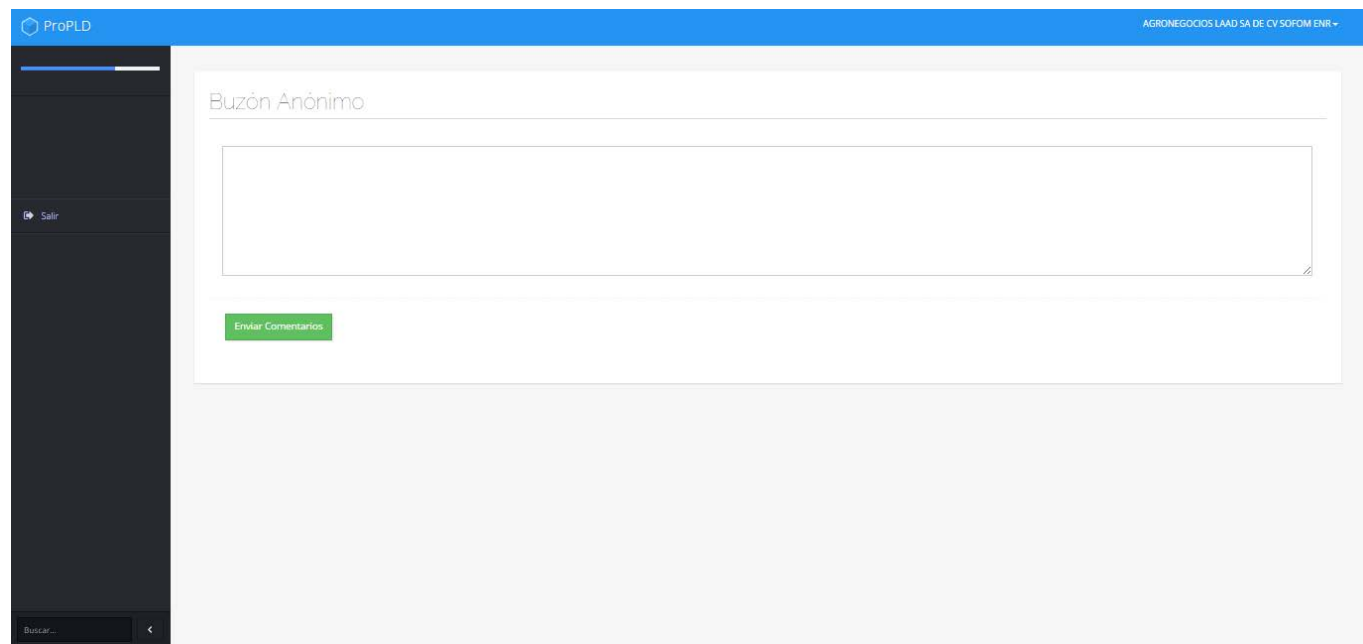 ProPLD
AGRONEGOCIOS LAAD SA DE CV SOFOM ENR
Buzón Anónimo
Salir
Enviar Comentarios
Buscar...